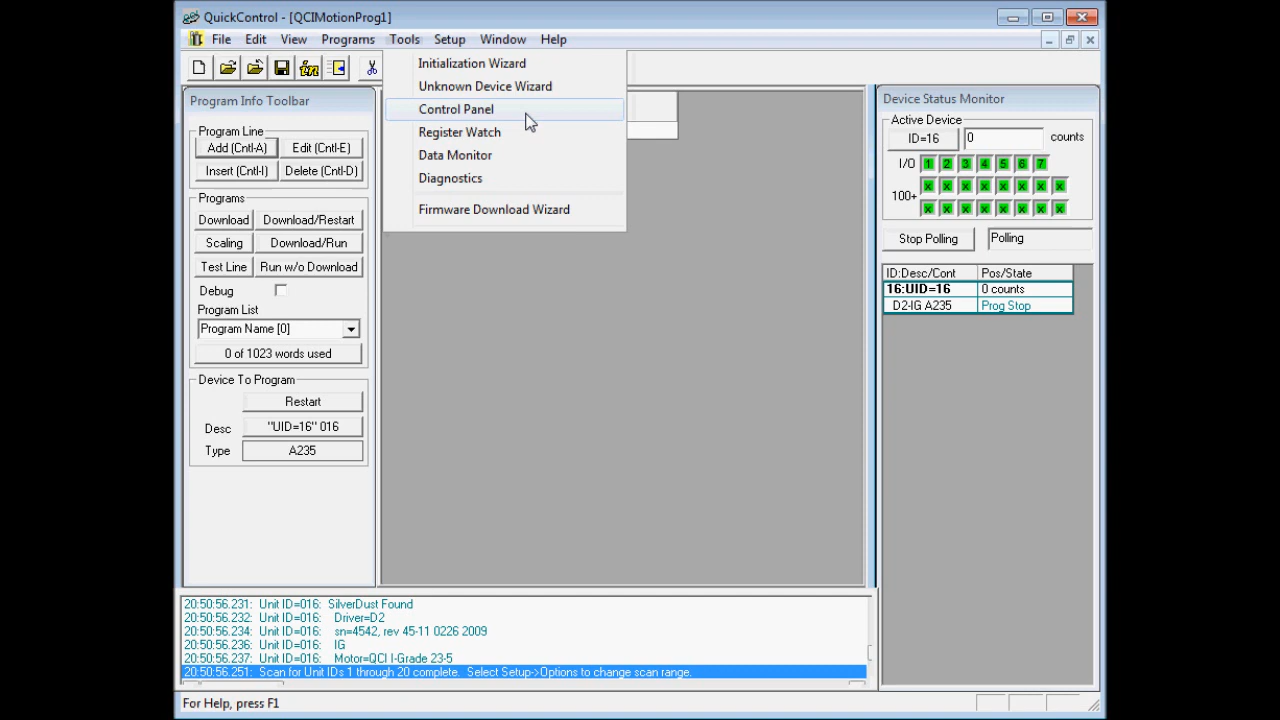 QuickControl - [QCIMotionProg1]
File Edit View Programs Tools Setup Window Help
Initialization Wizard
Unknown Device Wizard
Control Panel
Register Watch
Data Monitor
Diagnostics
Firmware Download Wizard
Program Info Toolbar
Program Line
Add (Cntl-A) Edit (Cntl-E)
Insert (Cntl-I) Delete (Cntl-D)
Programs
Download Download/Restart
Scaling Download/Run
Test Line Run w/o Download
Debug
Program List
Program Name [0]
0 of 1023 words used
Device To Program
Restart
Desc "UID=16" 016
Type A235
Device Status Monitor
Active Device
ID=16 0 counts
I/O 1 2 3 4 5 6 7
100+ x x x x x x x x
x x x x x x x x
Stop Polling Polling
ID:Desc/Cont Pos/State
16:UID=16 0 counts
D2-IG A235 Prog Stop
20:50:56.231: Unit ID=016: SilverDust Found
20:50:56.232: Unit ID=016: Driver=D2
20:50:56.234: Unit ID=016: sn=4542, rev 45-11 0226 2009
20:50:56.236: Unit ID=016: IG
20:50:56.237: Unit ID=016: Motor=QCI I-Grade 23-5
20:50:56.251: Scan for Unit IDs 1 through 20 complete. Select Setup->Options to change scan range.
For Help, press F1